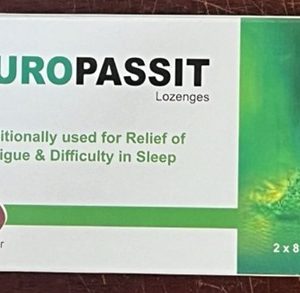 UROPASSIT
Lozenges
itionally used for Relief of
igue & Difficulty in Sleep
r
2 x 8